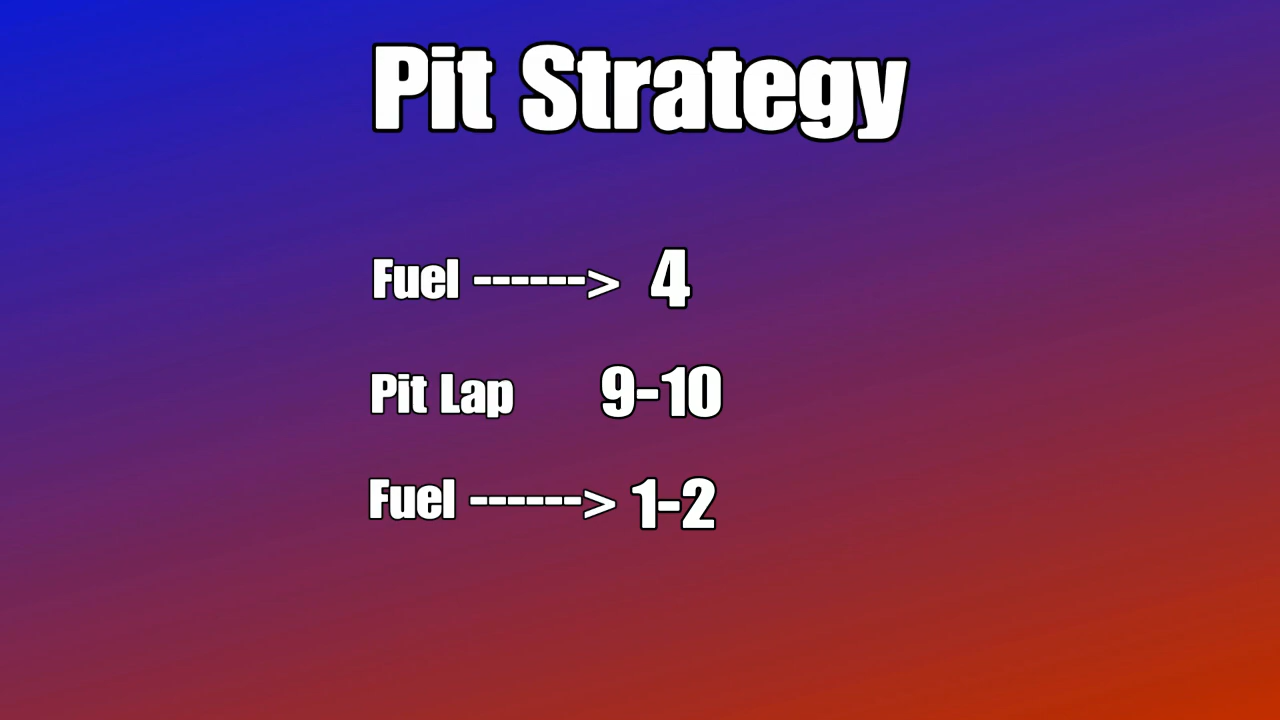 Pit Strategy
Fuel ------> 4
Pit Lap 9-10
Fuel ------> 1-2